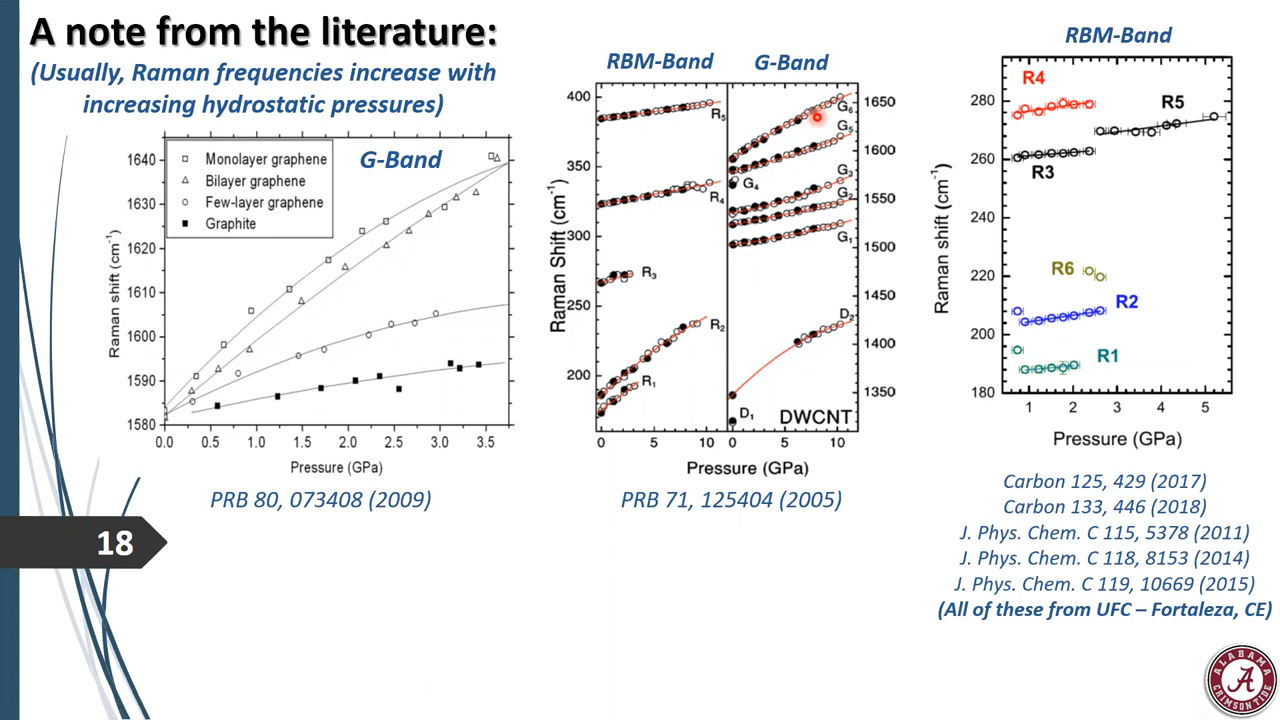 A note from the literature:
(Usually, Raman frequencies increase with
increasing hydrostatic pressures)
G-Band
Monolayer graphene
Bilayer graphene
Few-layer graphene
Graphite
Raman shift (cm⁻¹)
1640
1630
1620
1610
1600
1590
1580
0.0 0.5 1.0 1.5 2.0 2.5 3.0 3.5
Pressure (GPa)
PRB 80, 073408 (2009)
RBM-Band G-Band
Raman Shift (cm⁻¹)
400
350
300
250
200
R5
R4
R3
R2
R1
G6
G5
G4
G3
G2
G1
D2
D1
DWCNT
1650
1600
1550
1500
1450
1400
1350
0 5 10 0 5 10
Pressure (GPa) Pressure (GPa)
PRB 71, 125404 (2005)
RBM-Band
Raman shift (cm⁻¹)
280
260
240
220
200
180
R4
R5
R3
R6
R2
R1
1 2 3 4 5
Pressure (GPa)
Carbon 125, 429 (2017)
Carbon 133, 446 (2018)
J. Phys. Chem. C 115, 5378 (2011)
J. Phys. Chem. C 118, 8153 (2014)
J. Phys. Chem. C 119, 10669 (2015)
(All of these from UFC – Fortaleza, CE)
18
ALABAMA
A
CRIMSON TIDE